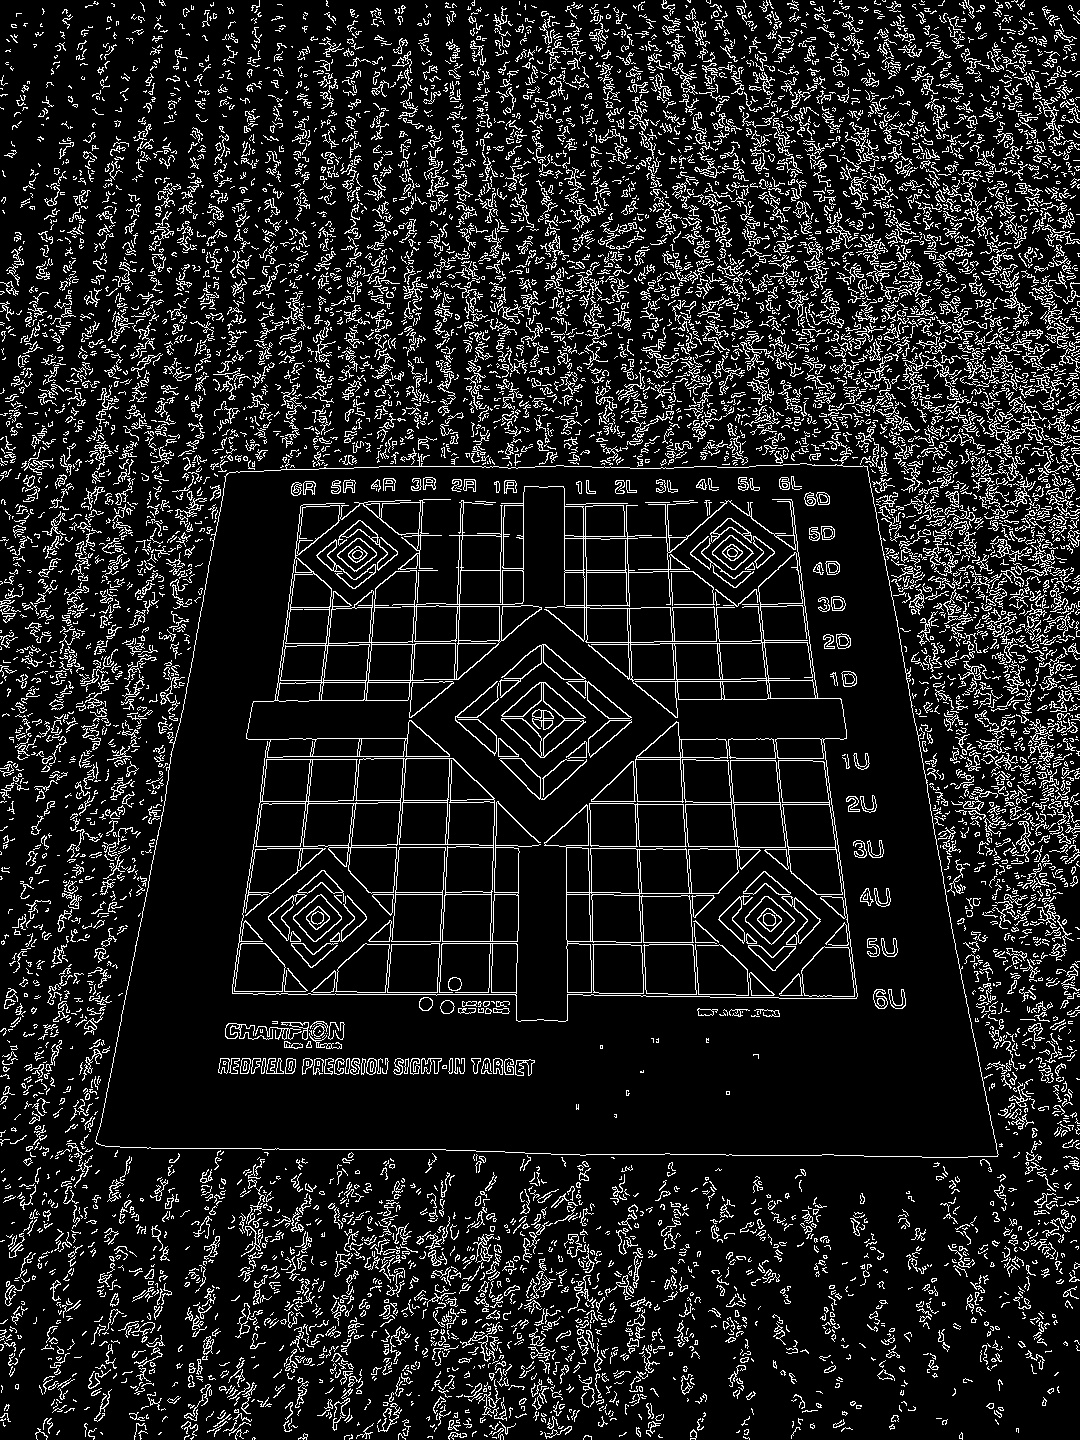 6R 5R 4R 3R 2R 1R 1L 2L 3L 4L 5L 6L
6D
5D
4D
3D
2D
1D
1U
2U
3U
4U
5U
6U
CHAMPION
REDFIELD PRECISION SIGHT-IN TARGET